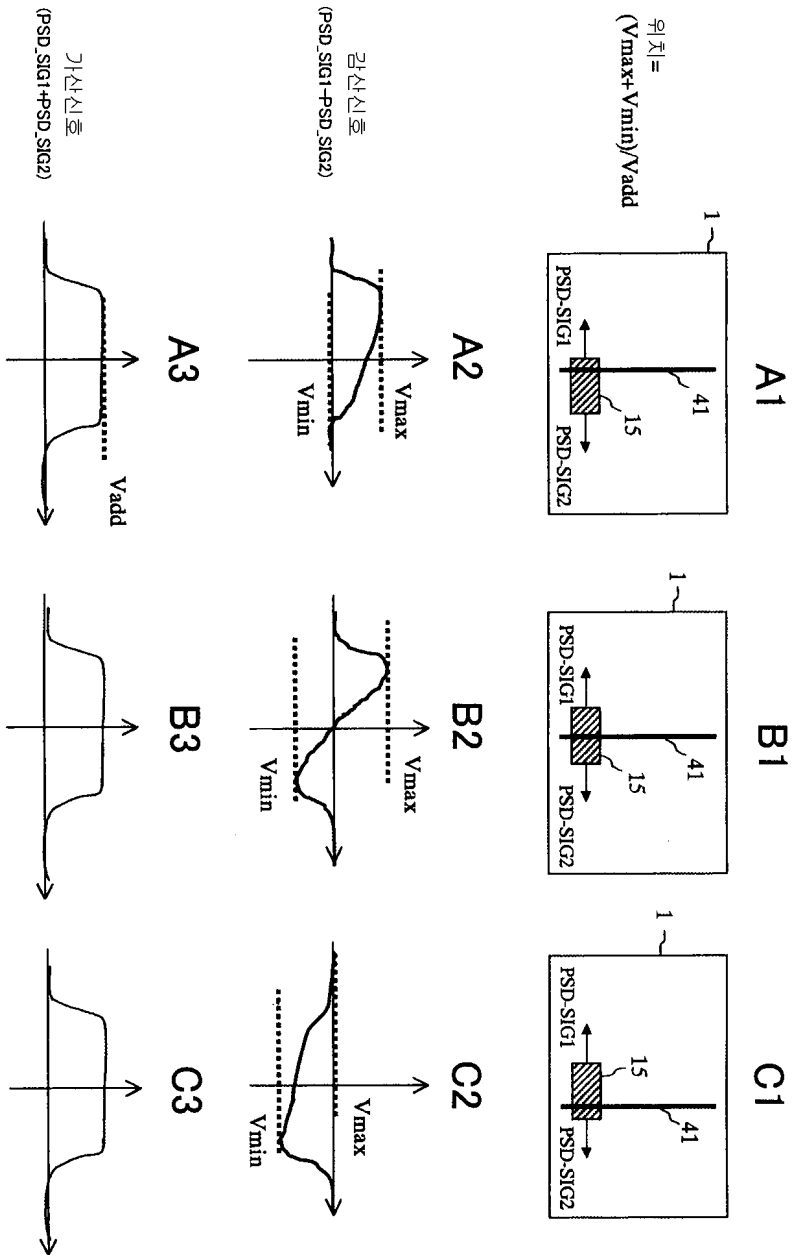 A1
B1
C1
위치=
(Vmax+Vmin)/Vadd
1
PSD-SIG1
PSD-SIG2
41
15
1
PSD-SIG1
PSD-SIG2
41
15
1
PSD-SIG1
PSD-SIG2
41
15
A2
B2
C2
감산신호
(PSD_SIG1-PSD_SIG2)
Vmax
Vmin
Vmax
Vmin
Vmax
Vmin
A3
B3
C3
가산신호
(PSD_SIG1+PSD_SIG2)
Vadd